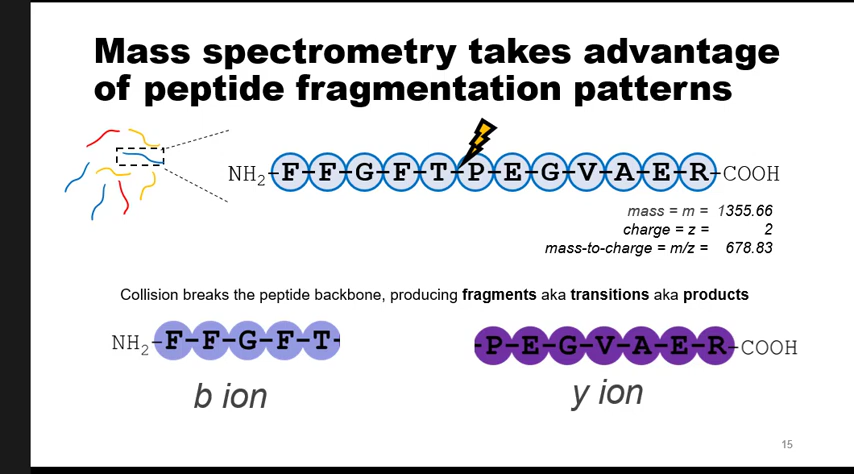 Mass spectrometry takes advantage
of peptide fragmentation patterns
NH2-F-F-G-F-T-P-E-G-V-A-E-R-COOH
mass = m = 1355.66
charge = z = 2
mass-to-charge = m/z = 678.83
Collision breaks the peptide backbone, producing fragments aka transitions aka products
NH2-F-F-G-F-T-
-P-E-G-V-A-E-R-COOH
b ion
y ion
15